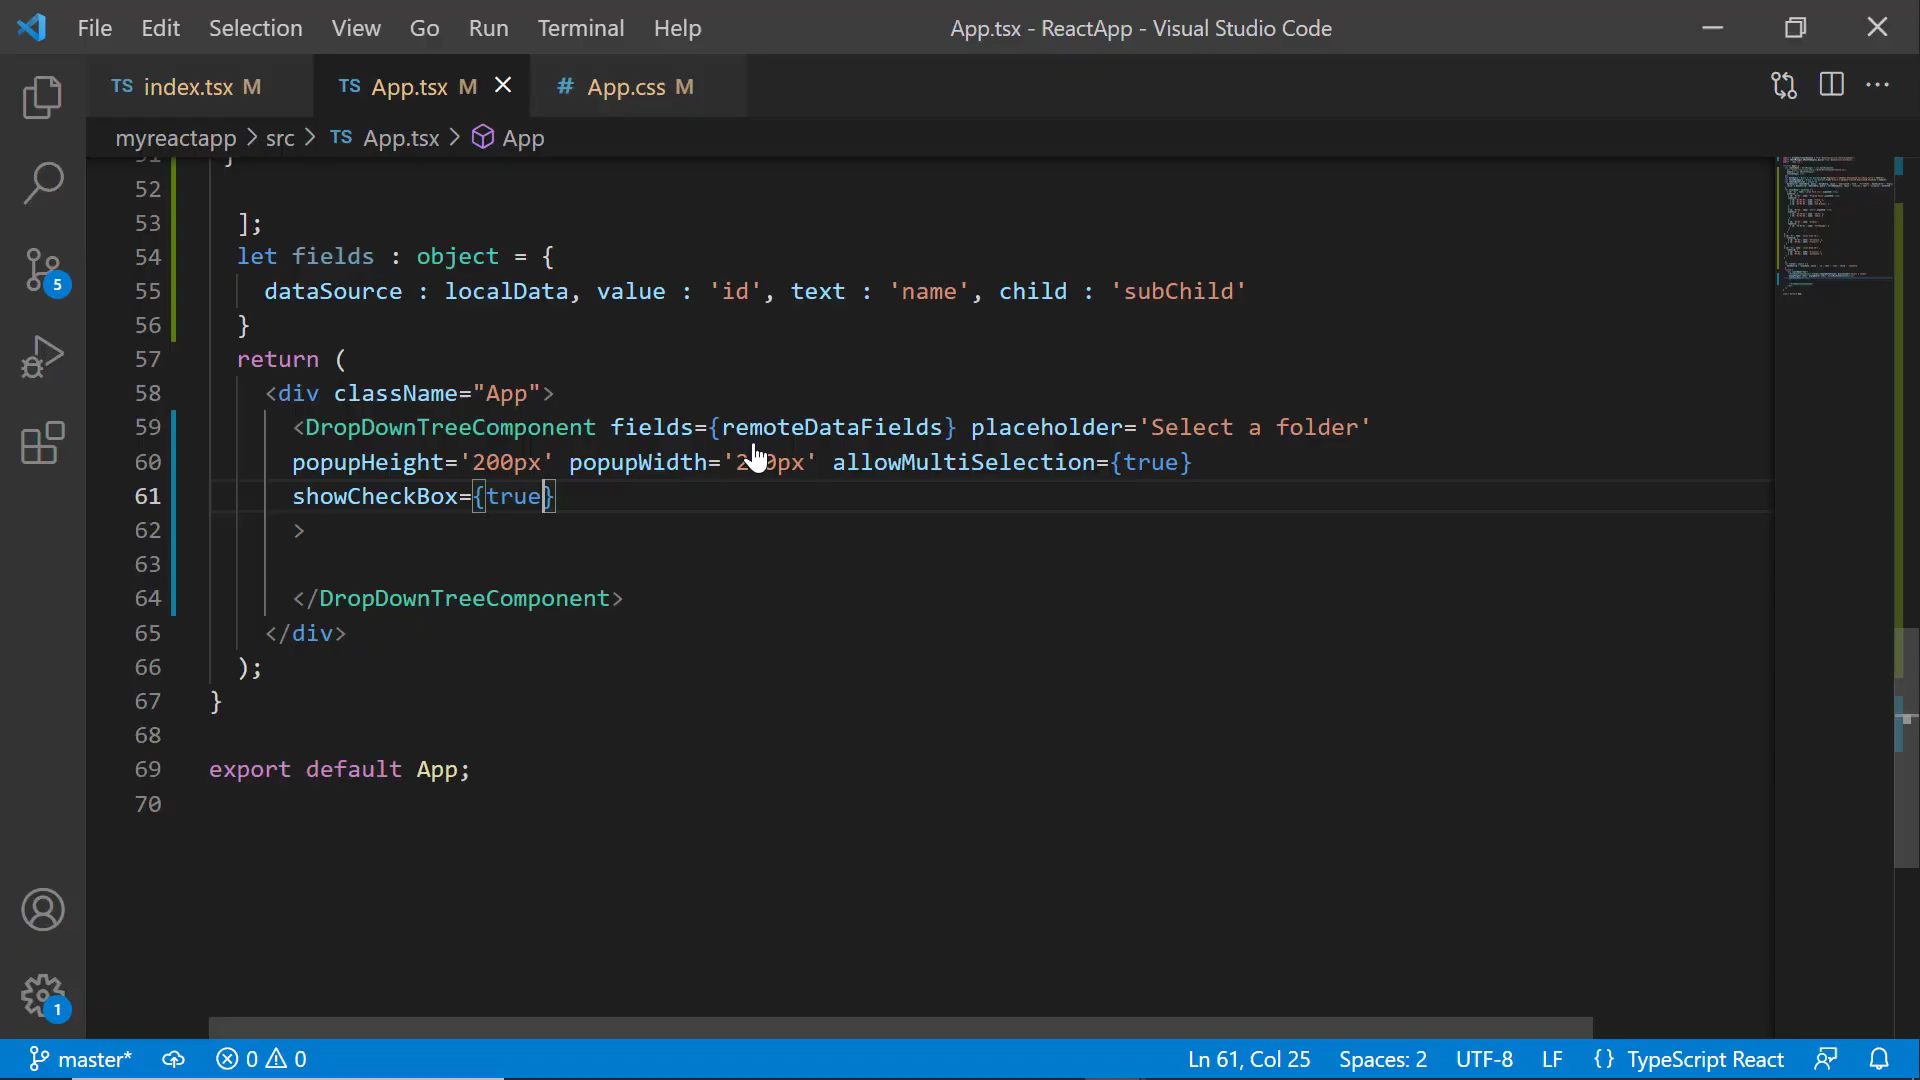 File Edit Selection View Go Run Terminal Help App.tsx - ReactApp - Visual Studio Code
TS index.tsx M TS App.tsx M # App.css M
myreactapp > src > TS App.tsx > App
52
53 ];
54 let fields : object = {
55 dataSource : localData, value : 'id', text : 'name', child : 'subChild'
56 }
57 return (
58 <div className="App">
59 <DropDownTreeComponent fields={remoteDataFields} placeholder='Select a folder'
60 popupHeight='200px' popupWidth= allowMultiSelection={true}
61 showCheckBox={true}
62 >
63
64 </DropDownTreeComponent>
65 </div>
66 );
67 }
68
69 export default App;
70
5
1
master* 0 0 Ln 61, Col 25 Spaces: 2 UTF-8 LF {} TypeScript React